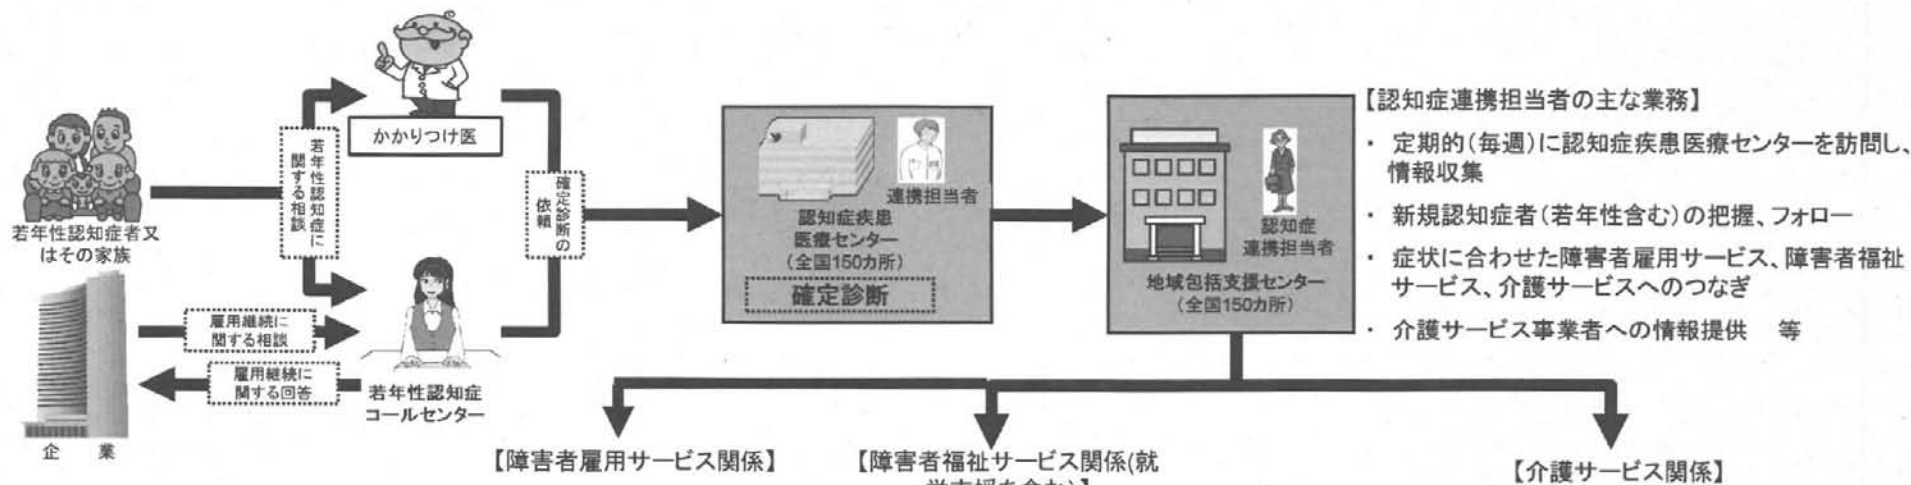 若年性認知症者又
はその家族
若年性認知症に
関する相談
かかりつけ医
確定診断の
依頼
雇用継続に
関する相談
雇用継続に
関する回答
企　業
若年性認知症
コールセンター
連携担当者
認知症疾患
医療センター
（全国150カ所）
確定診断
認知症
連携担当者
地域包括支援センター
（全国150カ所）
【認知症連携担当者の主な業務】
・ 定期的(毎週)に認知症疾患医療センターを訪問し、
情報収集
・ 新規認知症者(若年性含む)の把握、フォロー
・ 症状に合わせた障害者雇用サービス、障害者福祉
サービス、介護サービスへのつなぎ
・ 介護サービス事業者への情報提供　等
【障害者雇用サービス関係】
【障害者福祉サービス関係(就
【介護サービス関係】